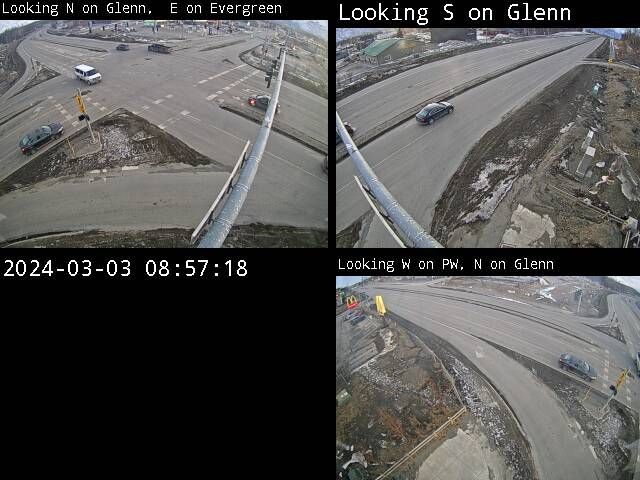 Looking N on Glenn, E on Evergreen
Looking S on Glenn
2024-03-03 08:57:18
Looking W on PW, N on Glenn